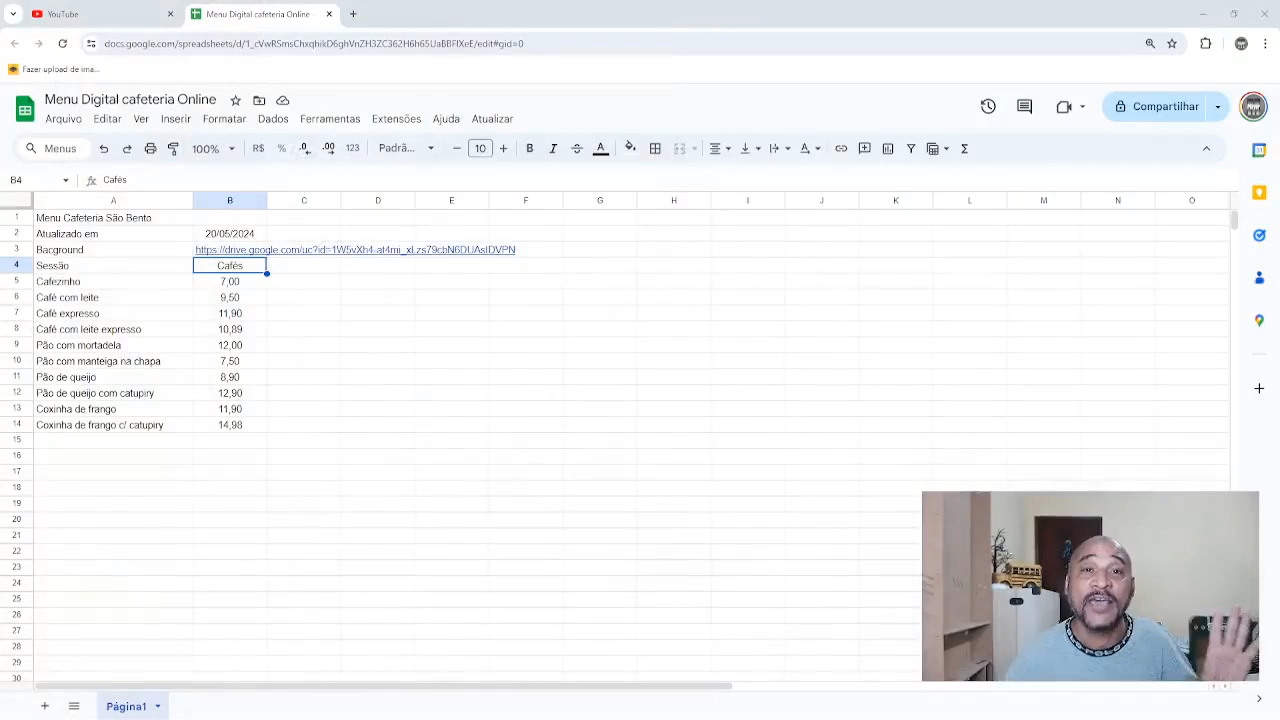 YouTube
Menu Digital cafeteria Online -
docs.google.com/spreadsheets/d/1_cVwRSmsChxqhikD6ghVnZH3ZC362H6h65UaBBFIXeE/edit#gid=0
Fazer upload de ima...
Menu Digital cafeteria Online
Arquivo Editar Ver Inserir Formatar Dados Ferramentas Extensões Ajuda Atualizar
Compartilhar
Menus 100% R$ % .0 .00 123 Padrã... 10 B I S A Σ
B4 fx Cafés
A B C D E F G H I J K L M N O
1 Menu Cafeteria São Bento
2 Atualizado em 20/05/2024
3 Bacground https://drive.google.com/uc?id=1W5vXh4-at4mi_xLzs79cbN6DUAsIDVPN
4 Sessão Cafés
5 Cafezinho 7,00
6 Café com leite 9,50
7 Café expresso 11,90
8 Café com leite expresso 10,89
9 Pão com mortadela 12,00
10 Pão com manteiga na chapa 7,50
11 Pão de queijo 8,90
12 Pão de queijo com catupiry 12,90
13 Coxinha de frango 11,90
14 Coxinha de frango c/ catupiry 14,98
15
16
17
18
19
20
21
22
23
24
25
26
27
28
29
30
Página1